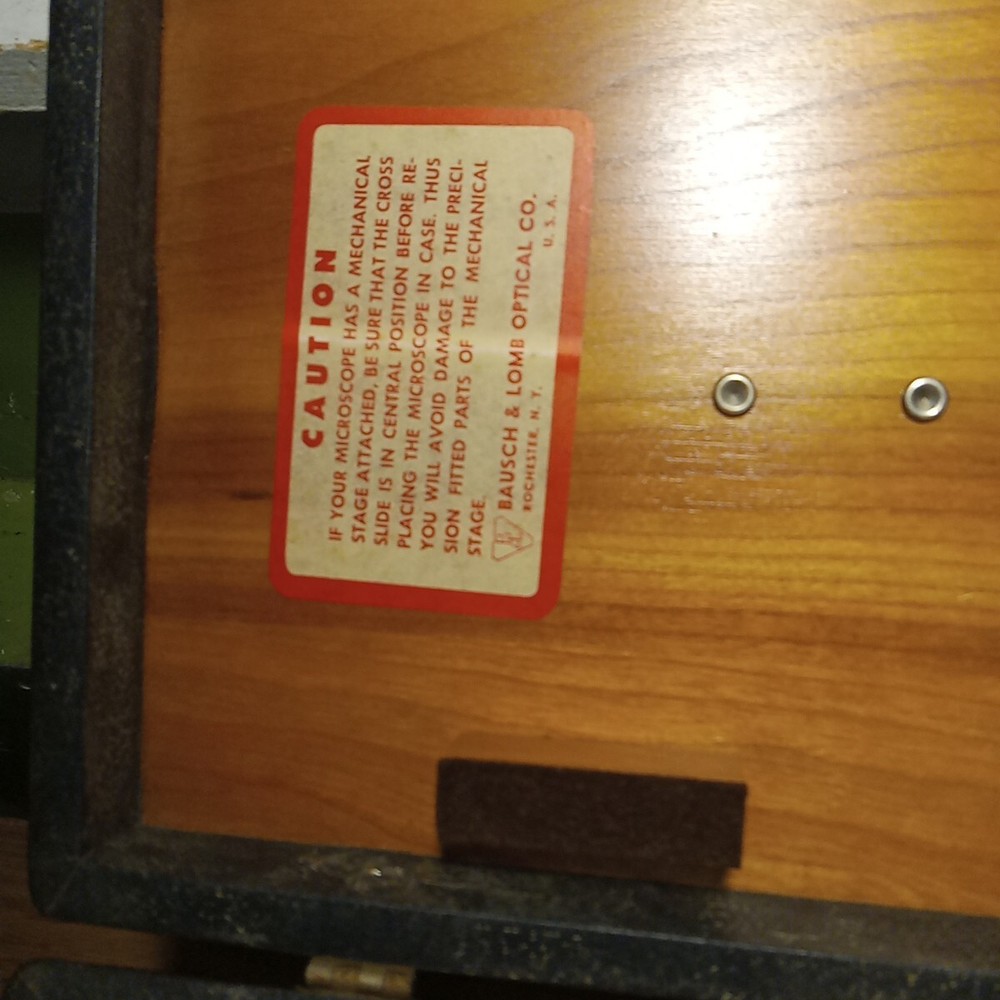 CAUTION
IF YOUR MICROSCOPE HAS A MECHANICAL
STAGE ATTACHED, BE SURE THAT THE CROSS
SLIDE IS IN CENTRAL POSITION BEFORE RE-
PLACING THE MICROSCOPE IN CASE. THUS
YOU WILL AVOID DAMAGE TO THE PRECI-
SION FITTED PARTS OF THE MECHANICAL
STAGE.
BAUSCH & LOMB OPTICAL CO.
ROCHESTER, N. Y. U. S. A.